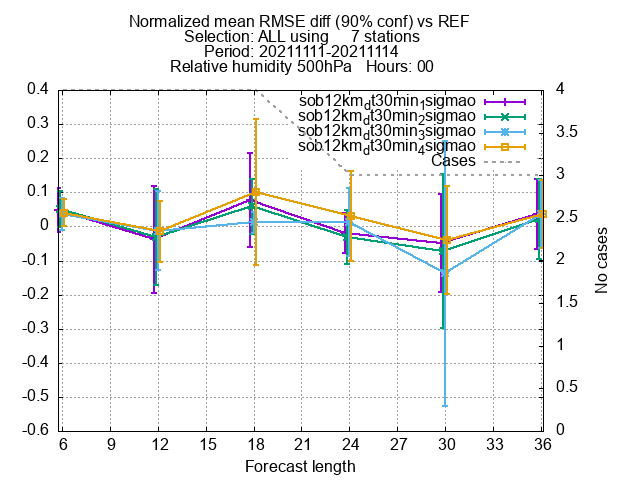 Normalized mean RMSE diff (90% conf) vs REF
Selection: ALL using 7 stations
Period: 20211111-20211114
Relative humidity 500hPa Hours: 00
sob12km_dt30min_1sigmao
sob12km_dt30min_2sigmao
sob12km_dt30min_3sigmao
sob12km_dt30min_4sigmao
Cases
0.4
0.3
0.2
0.1
0
-0.1
-0.2
-0.3
-0.4
-0.5
-0.6
4
3.5
3
2.5
2
1.5
1
0.5
0
No cases
6 9 12 15 18 21 24 27 30 33 36
Forecast length